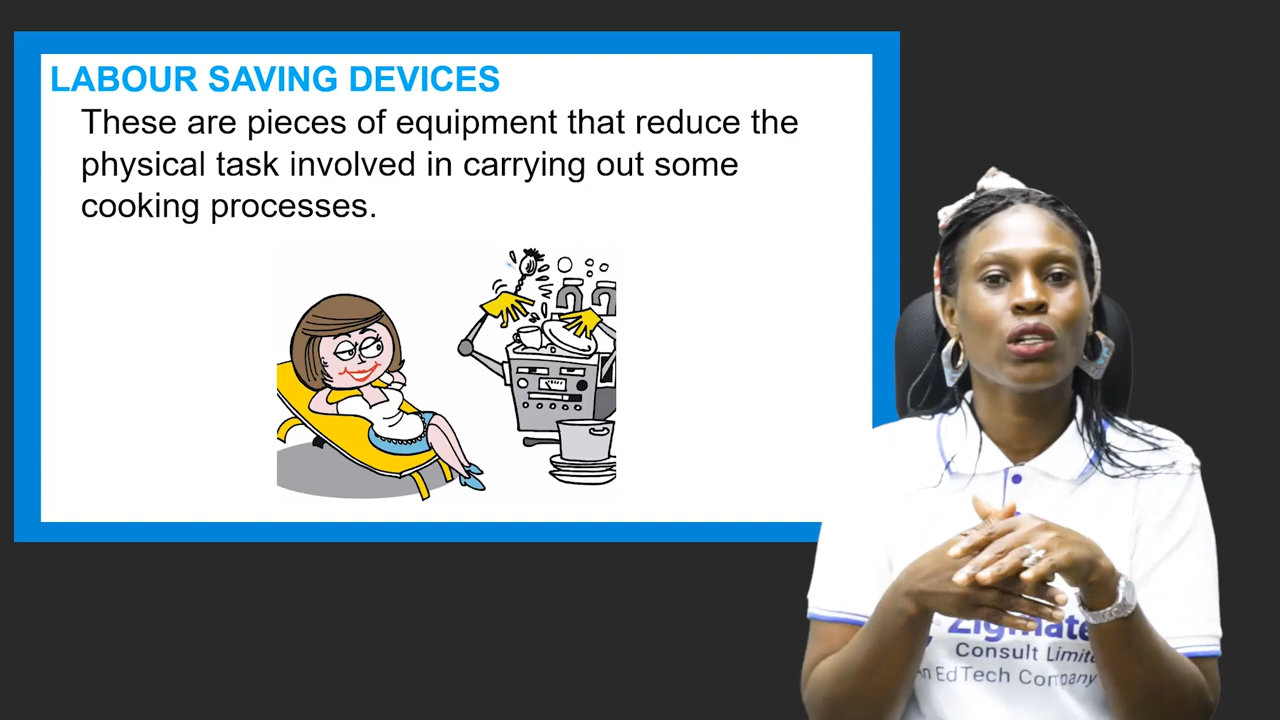 LABOUR SAVING DEVICES
These are pieces of equipment that reduce the
physical task involved in carrying out some
cooking processes.
Consult
An EdTech Company